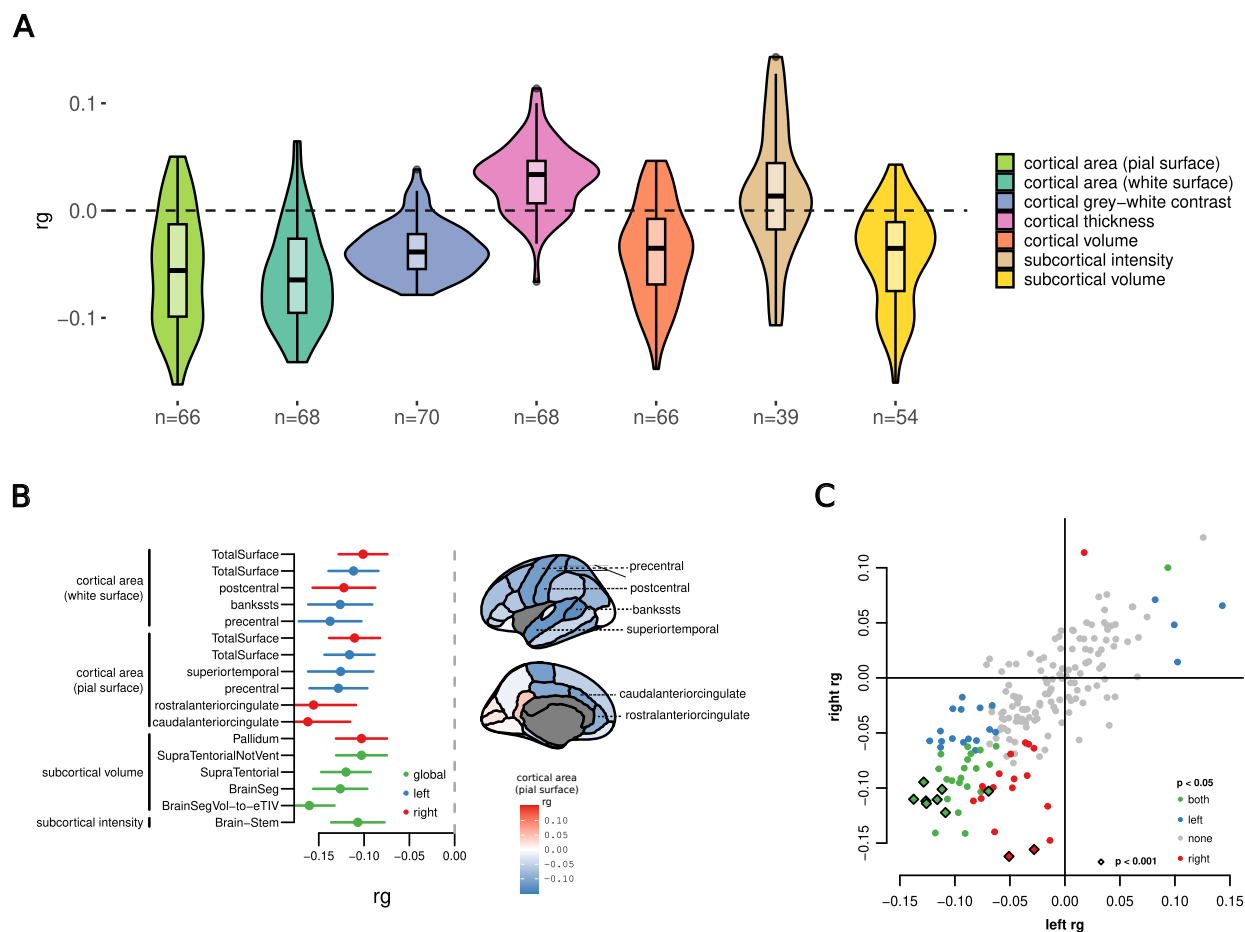 A
rg
0.1
0.0
−0.1
n=66
n=68
n=70
n=68
n=66
n=39
n=54
cortical area (pial surface)
cortical area (white surface)
cortical grey−white contrast
cortical thickness
cortical volume
subcortical intensity
subcortical volume
B
cortical area
(white surface)
cortical area
(pial surface)
subcortical volume
subcortical intensity
TotalSurface
TotalSurface
postcentral
bankssts
precentral
TotalSurface
TotalSurface
superiortemporal
precentral
rostralanteriorcingulate
caudalanteriorcingulate
Pallidum
SupraTentorialNotVent
SupraTentorial
BrainSeg
BrainSegVol−to−eTIV
Brain−Stem
global
left
right
−0.15
−0.10
−0.05
0.00
rg
precentral
postcentral
bankssts
superiortemporal
caudalanteriorcingulate
rostralanteriorcingulate
cortical area
(pial surface)
rg
0.10
0.05
0.00
−0.05
−0.10
C
right rg
0.10
0.05
0.00
−0.05
−0.10
−0.15
p < 0.05
both
left
none
right
p < 0.001
−0.15
−0.10
−0.05
0.00
0.05
0.10
0.15
left rg